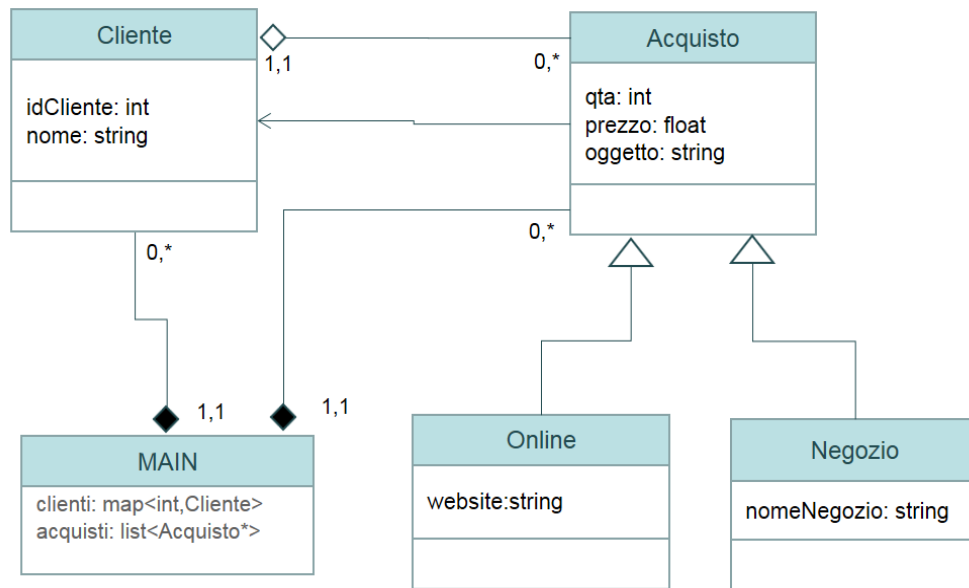 Cliente
idCliente: int
nome: string
1,1
0,*
Acquisto
qta: int
prezzo: float
oggetto: string
0,*
0,*
1,1
1,1
MAIN
clienti: map<int,Cliente>
acquisti: list<Acquisto*>
Online
website:string
Negozio
nomeNegozio: string